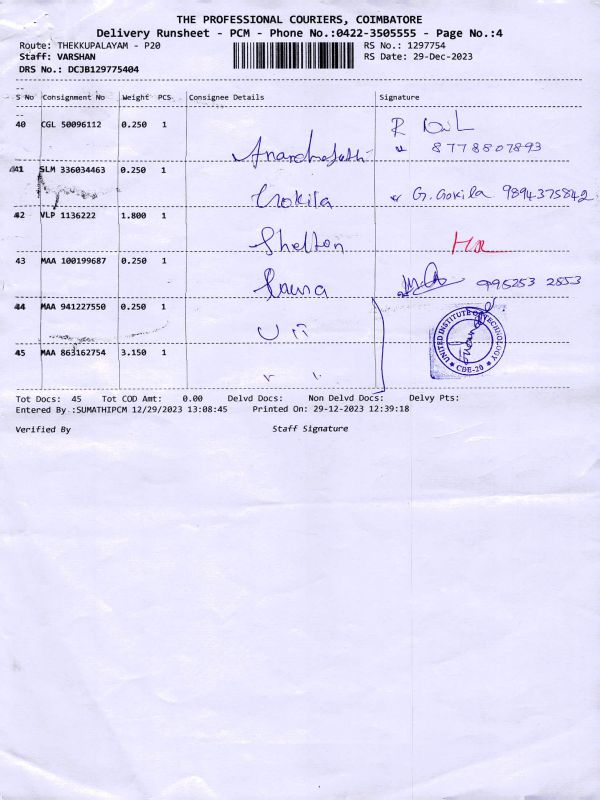 THE PROFESSIONAL COURIERS, COIMBATORE
Delivery Runsheet - PCM - Phone No.:0422-3505555 - Page No.:4
Route: THEKKUPALAYAM - P20 RS No.: 1297754
Staff: VARSHAN RS Date: 29-Dec-2023
DRS No.: DCJB129775404
S No Consignment No Weight PCS Consignee Details Signature
40 CGL 50096112 0.250 1
8778807893
41 SLM 336034463 0.250 1 Gokila G. Gokila 9894375842
42 VLP 1136222 1.800 1 Shelton
43 MAA 100199687 0.250 1 995253 2553
44 MAA 941227550 0.250 1
45 MAA 863162754 3.150 1
UNITED INSTITUTE OF TECHNOLOGY
* CBE-20 *
Tot Docs: 45 Tot COD Amt: 0.00 Delvd Docs: Non Delvd Docs: Delvy Pts:
Entered By :SUMATHIPCM 12/29/2023 13:08:45 Printed On: 29-12-2023 12:39:18
Verified By Staff Signature